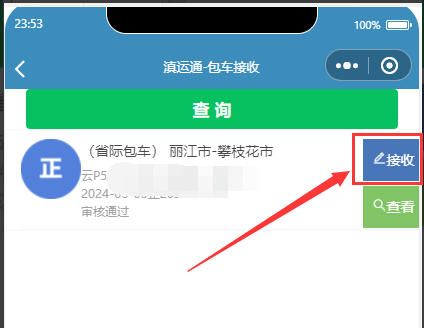 23:53
100%
滇运通-包车接收
查 询
正
（省际包车） 丽江市-攀枝花市
接收
云P5
审核通过
查看